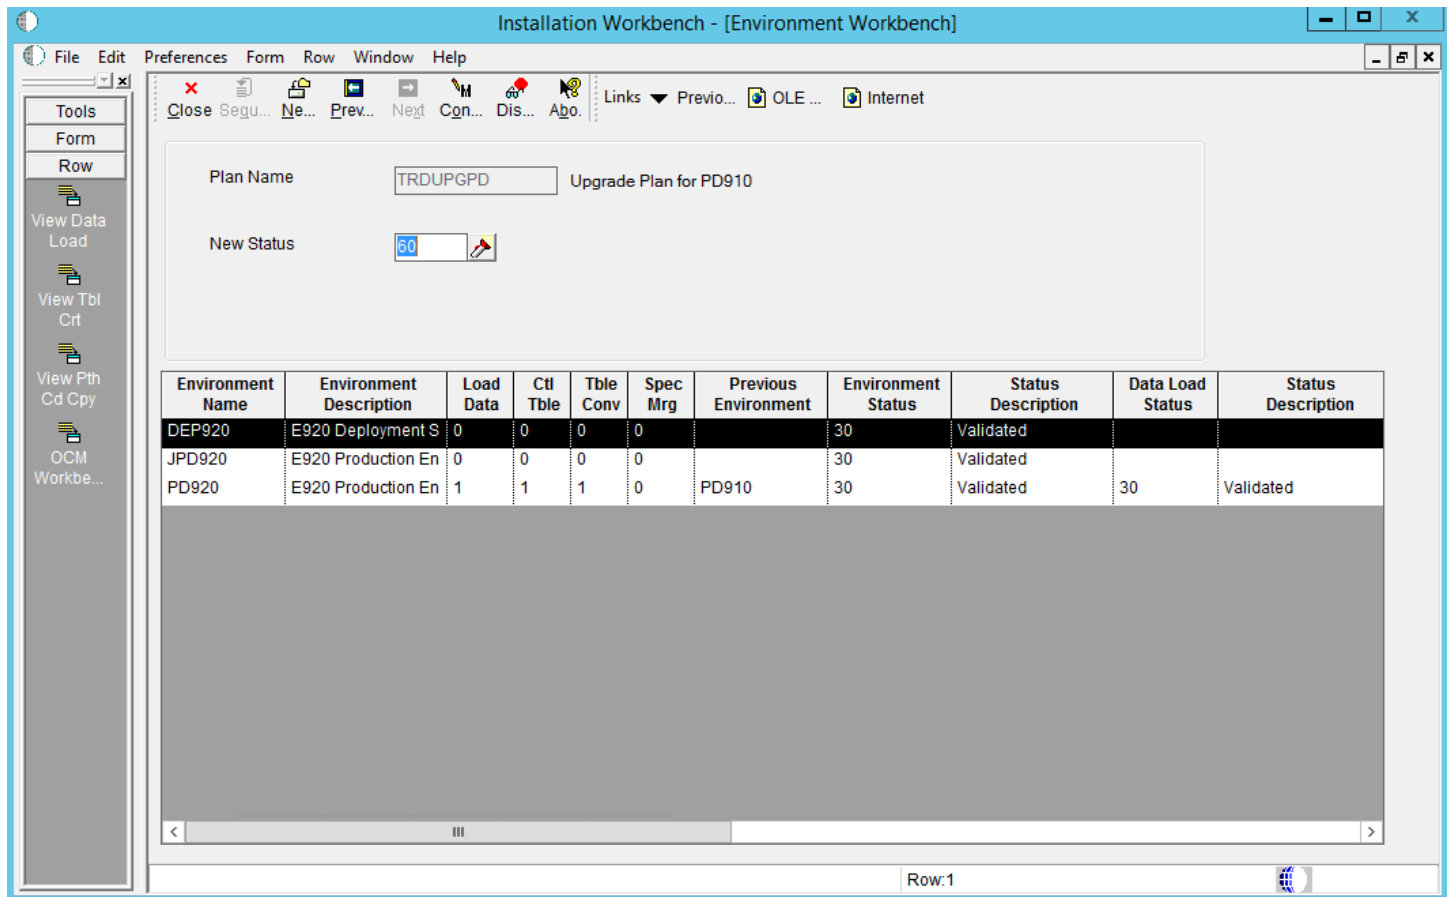 Installation Workbench - [Environment Workbench]
File Edit Preferences Form Row Window Help
Close Sequ... Ne... Prev... Next Con... Dis... Abo. Links Previo... OLE ... Internet
Tools
Form
Row
View Data
Load
View Tbl
Crt
View Pth
Cd Cpy
OCM
Workbe...
Plan Name TRDUPGPD Upgrade Plan for PD910
New Status 60
Environment Environment Load Ctl Tble Spec Previous Environment Status Data Load Status
Name Description Data Tble Conv Mrg Environment Status Description Status Description
DEP920 E920 Deployment S 0 0 0 0 30 Validated
JPD920 E920 Production En 0 0 0 0 30 Validated
PD920 E920 Production En 1 1 1 0 PD910 30 Validated 30 Validated
Row:1